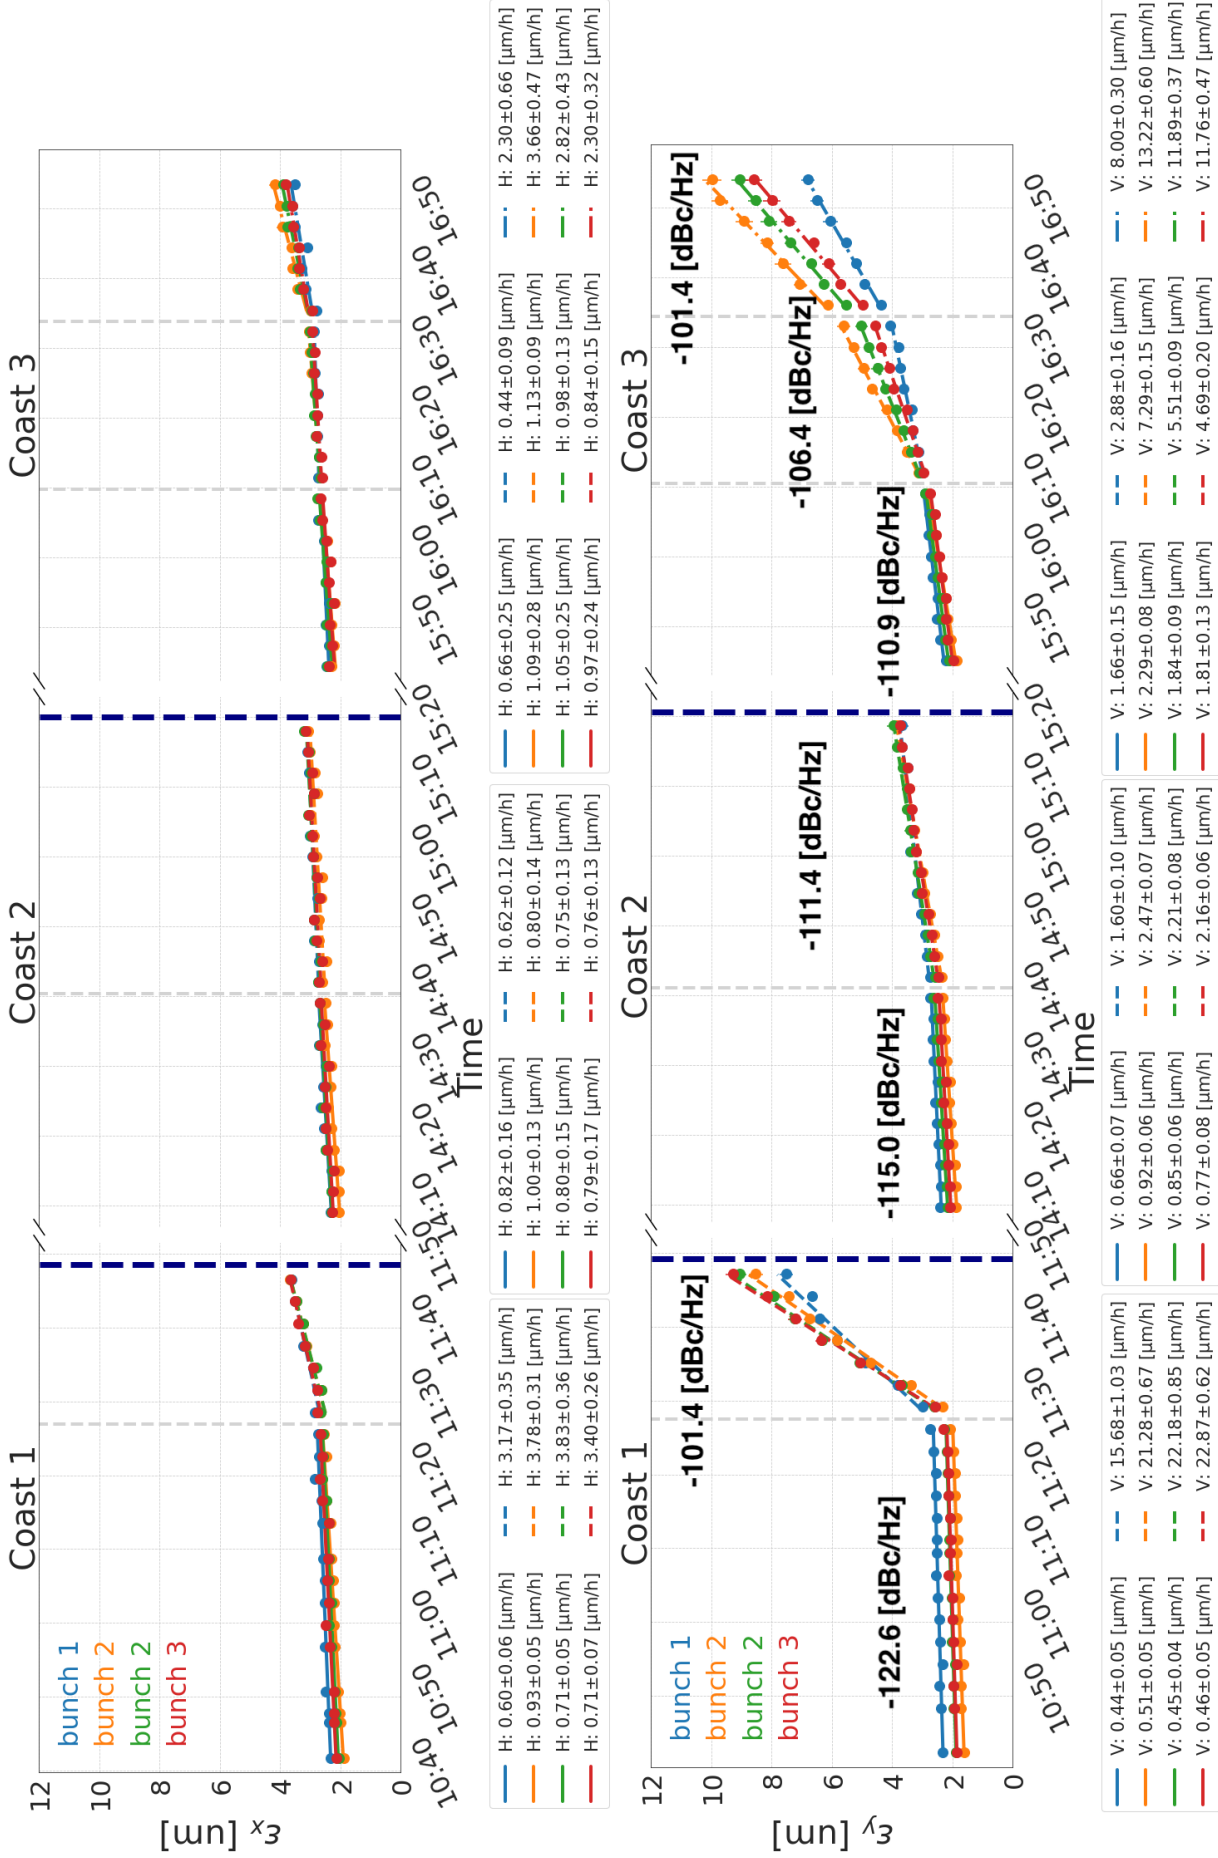 Coast 1
Coast 2
Coast 3
εx [um]
12
10
8
6
4
2
0
bunch 1
bunch 2
bunch 2
bunch 3
10:40
10:50
11:00
11:10
11:20
11:30
11:40
11:50
14:10
14:20
14:30
14:40
14:50
15:00
15:10
15:20
15:50
16:00
16:10
16:20
16:30
16:40
16:50
Time
H: 0.60±0.06 [µm/h]
H: 0.93±0.05 [µm/h]
H: 0.71±0.05 [µm/h]
H: 0.71±0.07 [µm/h]
H: 3.17±0.35 [µm/h]
H: 3.78±0.31 [µm/h]
H: 3.83±0.36 [µm/h]
H: 3.40±0.26 [µm/h]
H: 0.82±0.16 [µm/h]
H: 1.00±0.13 [µm/h]
H: 0.80±0.15 [µm/h]
H: 0.79±0.17 [µm/h]
H: 0.62±0.12 [µm/h]
H: 0.80±0.14 [µm/h]
H: 0.75±0.13 [µm/h]
H: 0.76±0.13 [µm/h]
H: 0.66±0.25 [µm/h]
H: 1.09±0.28 [µm/h]
H: 1.05±0.25 [µm/h]
H: 0.97±0.24 [µm/h]
H: 0.44±0.09 [µm/h]
H: 1.13±0.09 [µm/h]
H: 0.98±0.13 [µm/h]
H: 0.84±0.15 [µm/h]
H: 2.30±0.66 [µm/h]
H: 3.66±0.47 [µm/h]
H: 2.82±0.43 [µm/h]
H: 2.30±0.32 [µm/h]
Coast 1
Coast 2
Coast 3
εy [um]
12
10
8
6
4
2
0
bunch 1
bunch 2
bunch 2
bunch 3
-122.6 [dBc/Hz]
-101.4 [dBc/Hz]
-115.0 [dBc/Hz]
-111.4 [dBc/Hz]
-110.9 [dBc/Hz]
-106.4 [dBc/Hz]
-101.4 [dBc/Hz]
10:50
11:00
11:10
11:20
11:30
11:40
11:50
14:10
14:20
14:30
14:40
14:50
15:00
15:10
15:20
15:50
16:00
16:10
16:20
16:30
16:40
16:50
Time
V: 0.44±0.05 [µm/h]
V: 0.51±0.05 [µm/h]
V: 0.45±0.04 [µm/h]
V: 0.46±0.05 [µm/h]
V: 15.68±1.03 [µm/h]
V: 21.28±0.67 [µm/h]
V: 22.18±0.85 [µm/h]
V: 22.87±0.62 [µm/h]
V: 0.66±0.07 [µm/h]
V: 0.92±0.06 [µm/h]
V: 0.85±0.06 [µm/h]
V: 0.77±0.08 [µm/h]
V: 1.60±0.10 [µm/h]
V: 2.47±0.07 [µm/h]
V: 2.21±0.08 [µm/h]
V: 2.16±0.06 [µm/h]
V: 1.66±0.15 [µm/h]
V: 2.29±0.08 [µm/h]
V: 1.84±0.09 [µm/h]
V: 1.81±0.13 [µm/h]
V: 2.88±0.16 [µm/h]
V: 7.29±0.15 [µm/h]
V: 5.51±0.09 [µm/h]
V: 4.69±0.20 [µm/h]
V: 8.00±0.30 [µm/h]
V: 13.22±0.60 [µm/h]
V: 11.89±0.37 [µm/h]
V: 11.76±0.47 [µm/h]